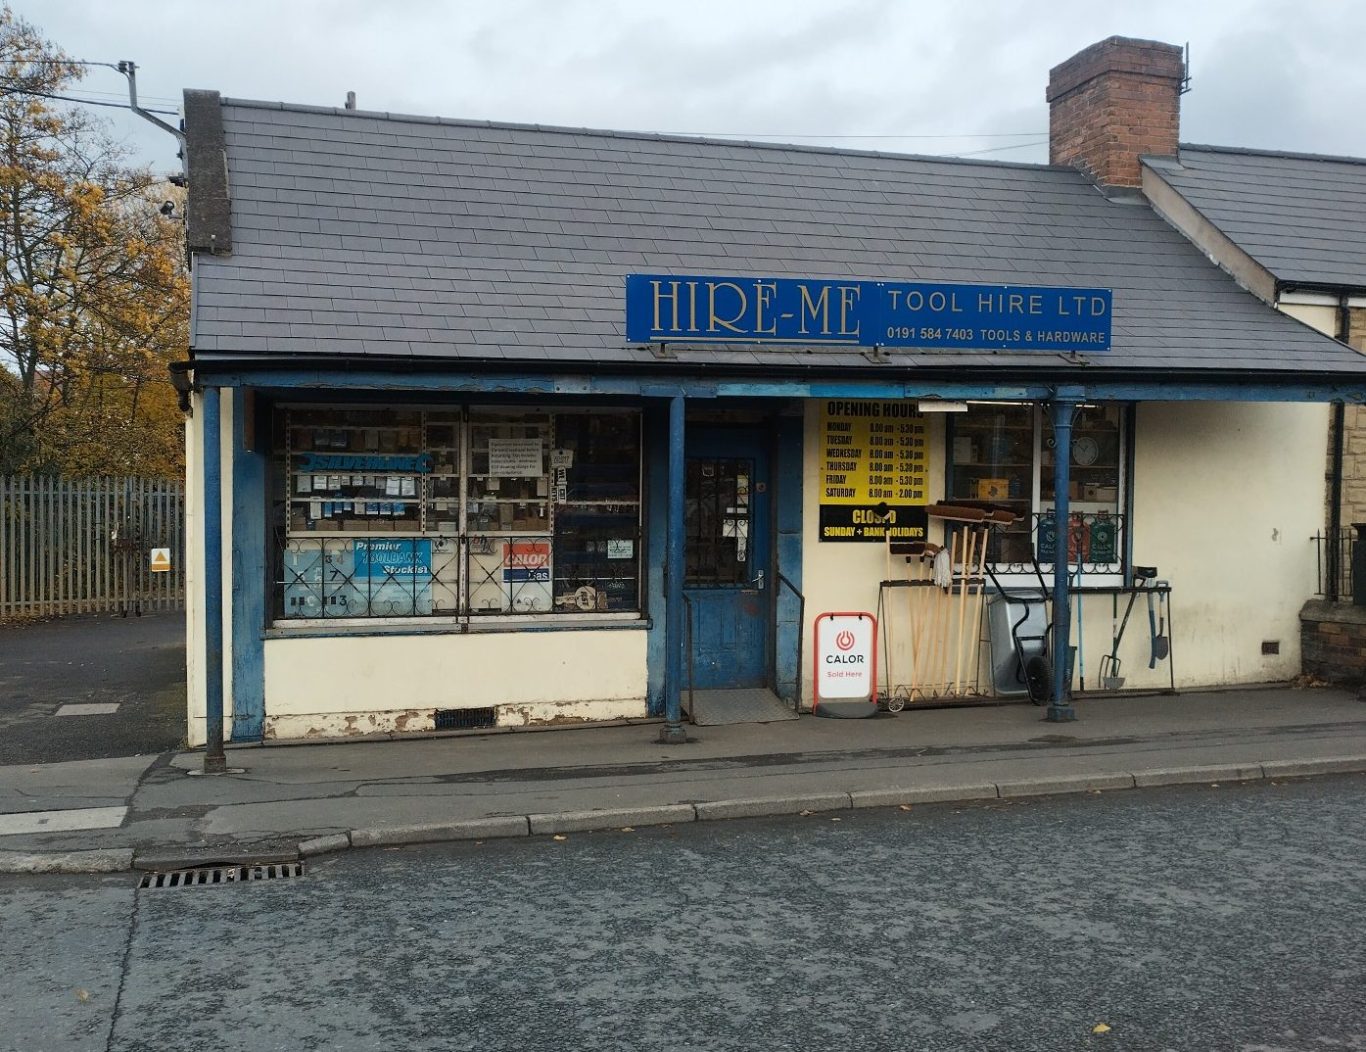 HIRE-ME
TOOL HIRE LTD
0191 584 7403 TOOLS & HARDWARE
OPENING HOURS
MONDAY 8.00 am - 5.30 pm
TUESDAY 8.00 am - 5.30 pm
WEDNESDAY 8.00 am - 5.30 pm
THURSDAY 8.00 am - 5.30 pm
FRIDAY 8.00 am - 5.30 pm
SATURDAY 8.00 am - 2.00 pm
CLOSED
SUNDAY + BANK HOLIDAYS
SILVERLINE
Premier
TOOLBANK
Stockist
CALOR
Gas
CALOR
Sold Here